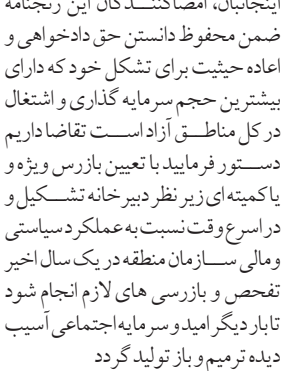 اینجانبان، امضاکنندگان این رنجنامه
ضمن محفوظ دانستن حق دادخواهی و
اعاده حیثیت برای تشکل خود که دارای
بیشترین حجم سرمایه گذاری و اشتغال
در کل مناطق آزاد است تقاضا داریم
دستور فرمایید با تعیین بازرس ویژه و
یا کمیته ای زیر نظر دبیرخانه تشکیل و
در اسرع وقت نسبت به عملکرد سیاستی
و مالی سازمان منطقه در یک سال اخیر
تفحص و بازرسی های لازم انجام شود
تا بار دیگر امید و سرمایه اجتماعی آسیب
دیده ترمیم و باز تولید گردد